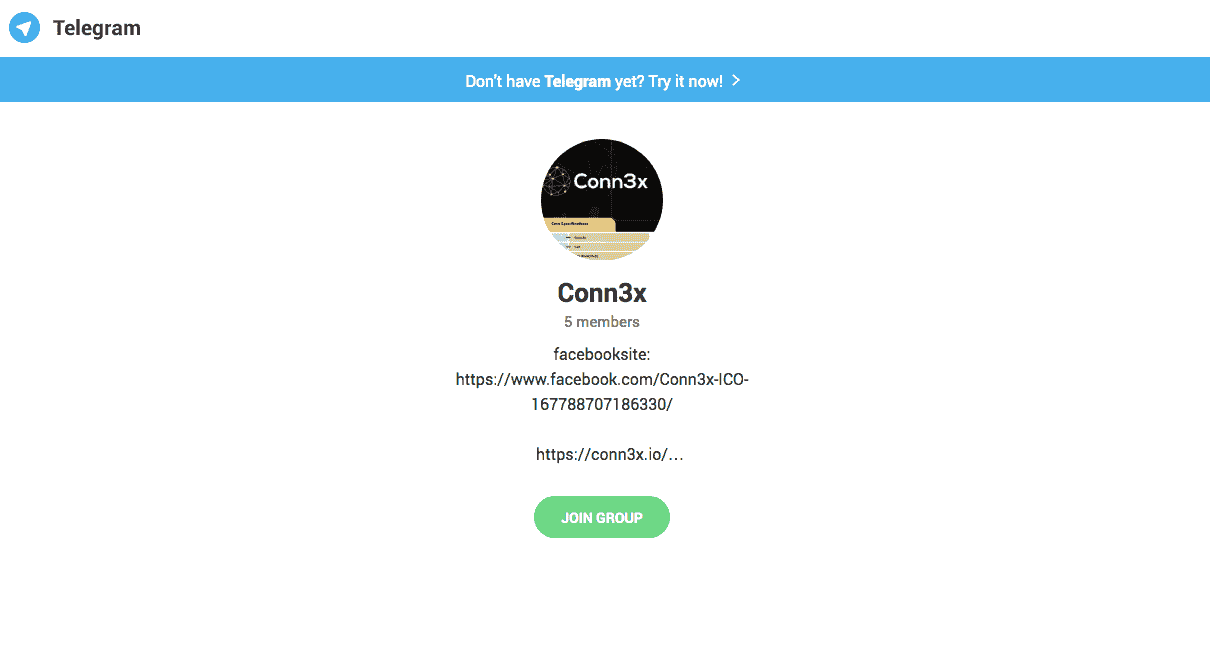 Telegram
Don't have Telegram yet? Try it now!
Conn3x
Conn3x
5 members
facebooksite:
https://www.facebook.com/Conn3x-ICO-
167788707186330/
https://conn3x.io/…
JOIN GROUP